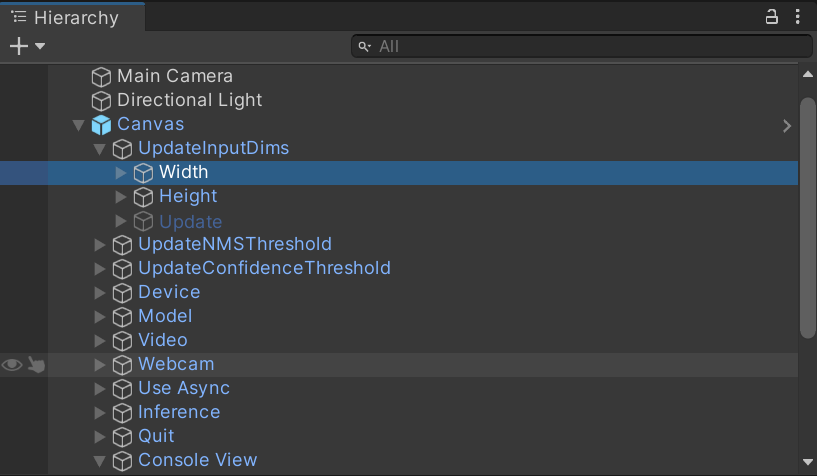 Hierarchy
All
Main Camera
Directional Light
Canvas
UpdateInputDims
Width
Height
Update
UpdateNMSThreshold
UpdateConfidenceThreshold
Device
Model
Video
Webcam
Use Async
Inference
Quit
Console View